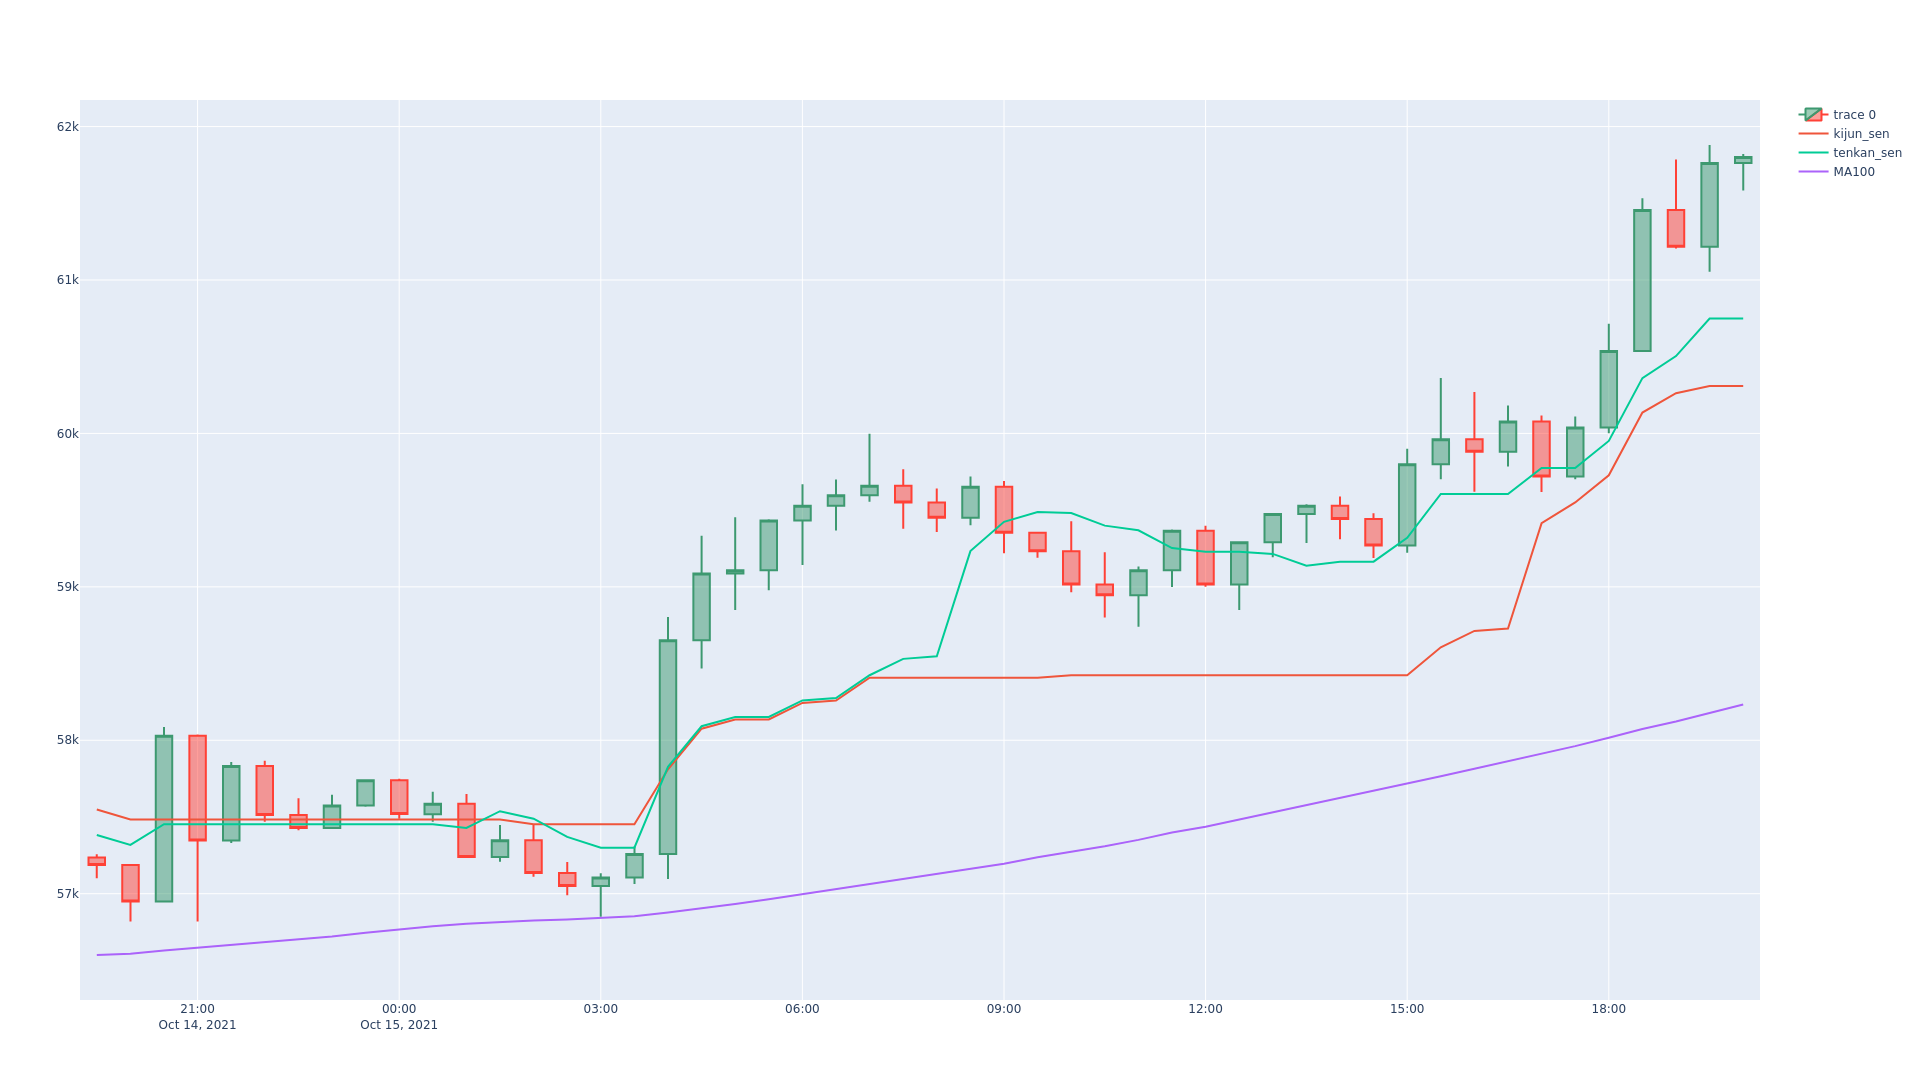 62k
61k
60k
59k
58k
57k
21:00
Oct 14, 2021
00:00
Oct 15, 2021
03:00
06:00
09:00
12:00
15:00
18:00
trace 0
kijun_sen
tenkan_sen
MA100